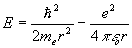 E = ħ² / 2mₑr² − e² / 4πε₀r